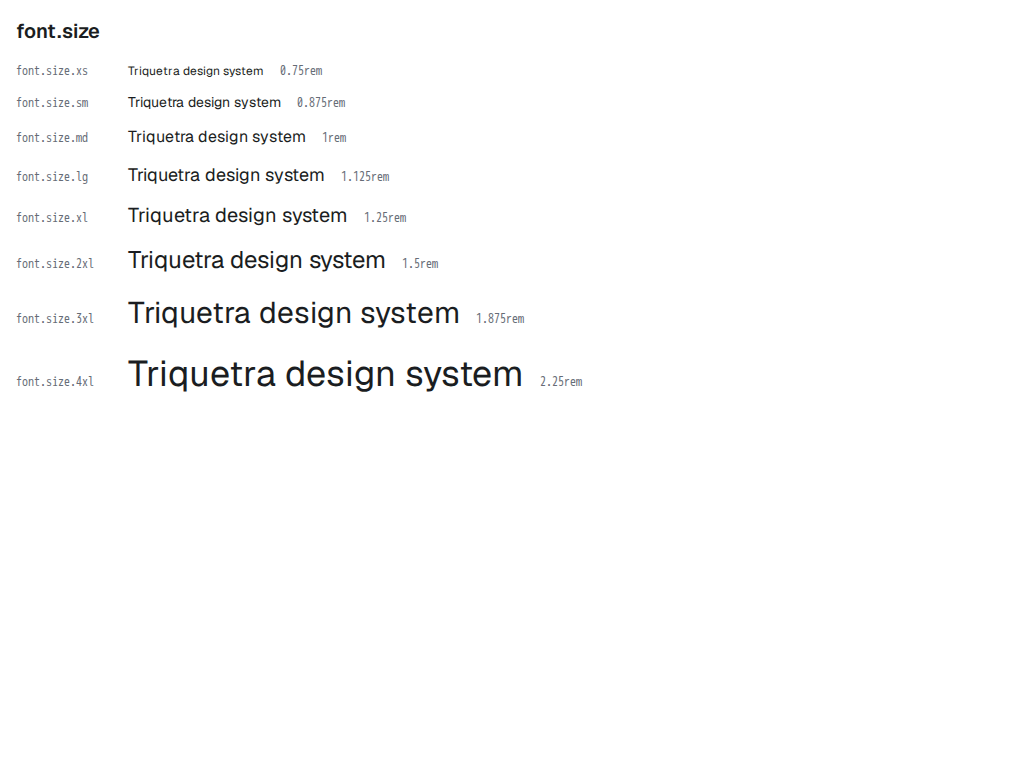 font.size
font.size.xs Triquetra design system 0.75rem
font.size.sm Triquetra design system 0.875rem
font.size.md Triquetra design system 1rem
font.size.lg Triquetra design system 1.125rem
font.size.xl Triquetra design system 1.25rem
font.size.2xl Triquetra design system 1.5rem
font.size.3xl Triquetra design system 1.875rem
font.size.4xl Triquetra design system 2.25rem